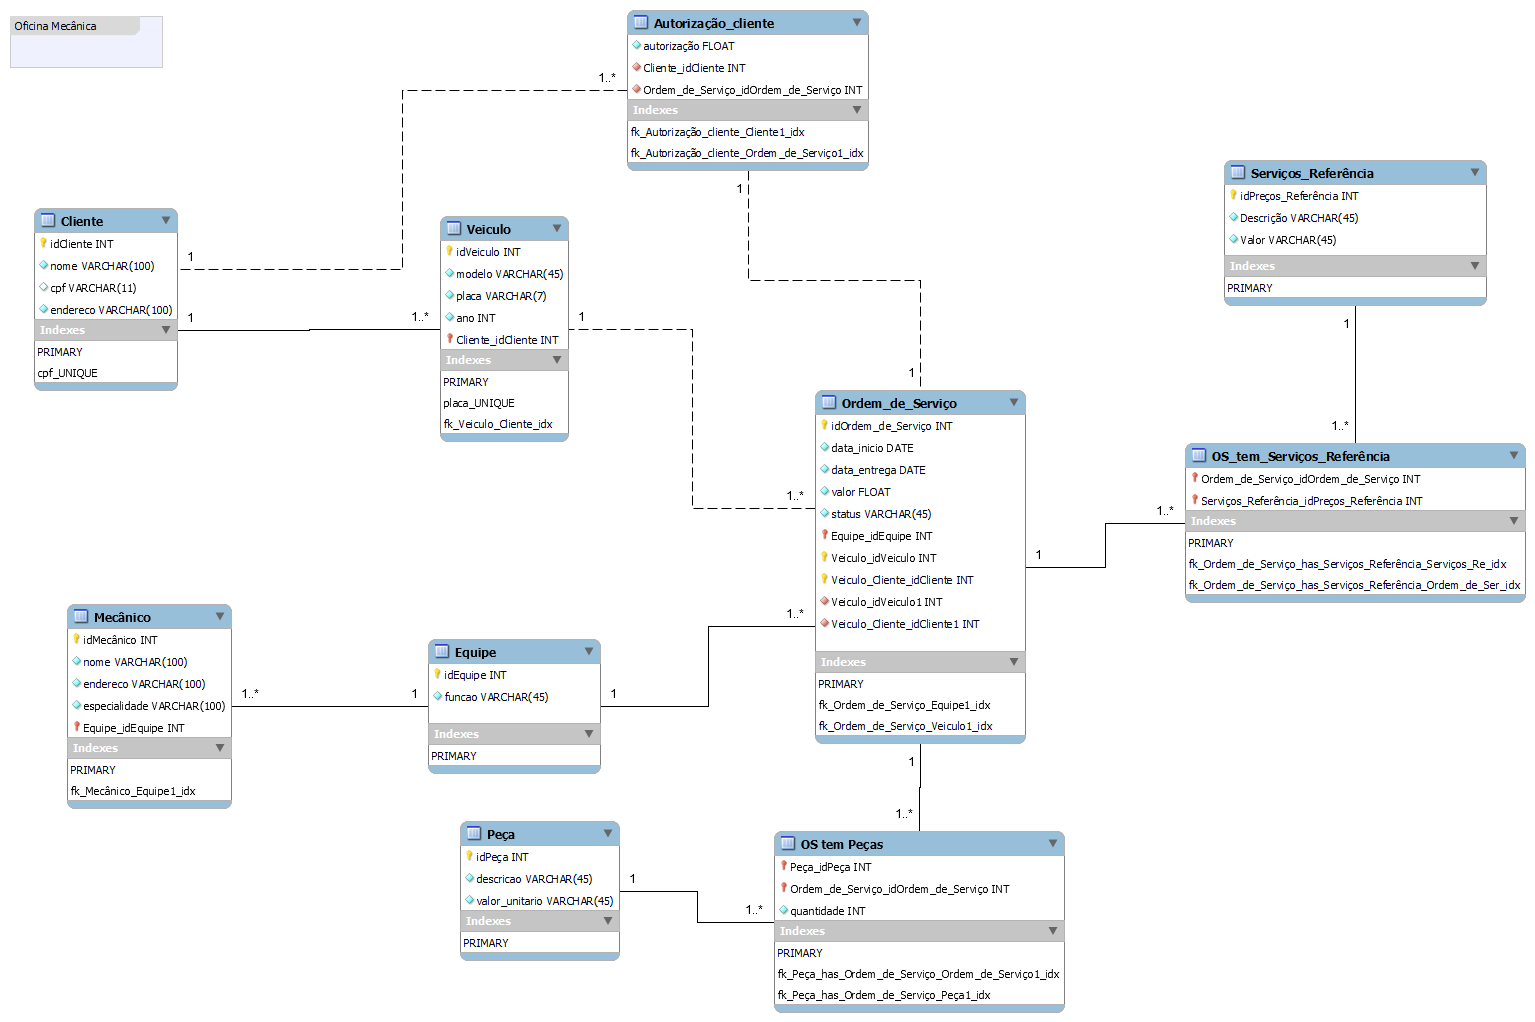 Oficina Mecânica
Autorização_cliente
autorização FLOAT
Cliente_idCliente INT
Ordem_de_Serviço_idOrdem_de_Serviço INT
Indexes
fk_Autorização_cliente_Cliente1_idx
fk_Autorização_cliente_Ordem_de_Serviço1_idx
1..*
1
1
Serviços_Referência
idPreços_Referência INT
Descrição VARCHAR(45)
Valor VARCHAR(45)
Indexes
PRIMARY
1
1..*
Cliente
idCliente INT
nome VARCHAR(100)
cpf VARCHAR(11)
endereco VARCHAR(100)
Indexes
PRIMARY
cpf_UNIQUE
1
1
1..*
Veiculo
idVeiculo INT
modelo VARCHAR(45)
placa VARCHAR(7)
ano INT
Cliente_idCliente INT
Indexes
PRIMARY
placa_UNIQUE
fk_Veiculo_Cliente_idx
1
1..*
Ordem_de_Serviço
idOrdem_de_Serviço INT
data_inicio DATE
data_entrega DATE
valor FLOAT
status VARCHAR(45)
Equipe_idEquipe INT
Veiculo_idVeiculo INT
Veiculo_Cliente_idCliente INT
Veiculo_idVeiculo1 INT
Veiculo_Cliente_idCliente1 INT
Indexes
PRIMARY
fk_Ordem_de_Serviço_Equipe1_idx
fk_Ordem_de_Serviço_Veiculo1_idx
1
1..*
OS_tem_Serviços_Referência
Ordem_de_Serviço_idOrdem_de_Serviço INT
Serviços_Referência_idPreços_Referência INT
Indexes
PRIMARY
fk_Ordem_de_Serviço_has_Serviços_Referência_Serviços_Re_idx
fk_Ordem_de_Serviço_has_Serviços_Referência_Ordem_de_Ser_idx
Mecânico
idMecânico INT
nome VARCHAR(100)
endereco VARCHAR(100)
especialidade VARCHAR(100)
Equipe_idEquipe INT
Indexes
PRIMARY
fk_Mecânico_Equipe1_idx
1..*
1
Equipe
idEquipe INT
funcao VARCHAR(45)
Indexes
PRIMARY
1
1..*
1
1..*
Peça
idPeça INT
descricao VARCHAR(45)
valor_unitario VARCHAR(45)
Indexes
PRIMARY
1
1..*
OS tem Peças
Peça_idPeça INT
Ordem_de_Serviço_idOrdem_de_Serviço INT
quantidade INT
Indexes
PRIMARY
fk_Peça_has_Ordem_de_Serviço_Ordem_de_Serviço1_idx
fk_Peça_has_Ordem_de_Serviço_Peça1_idx